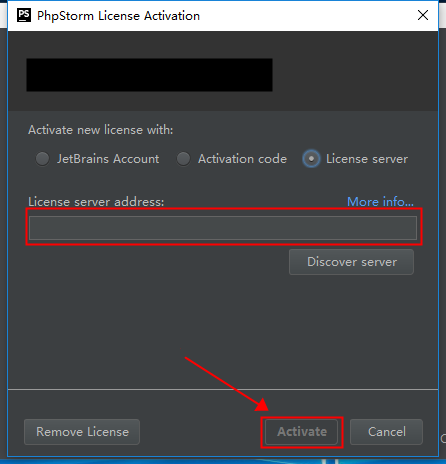 PS PhpStorm License Activation
Activate new license with:
JetBrains Account Activation code License server
License server address: More info...
Discover server
Remove License Activate Cancel